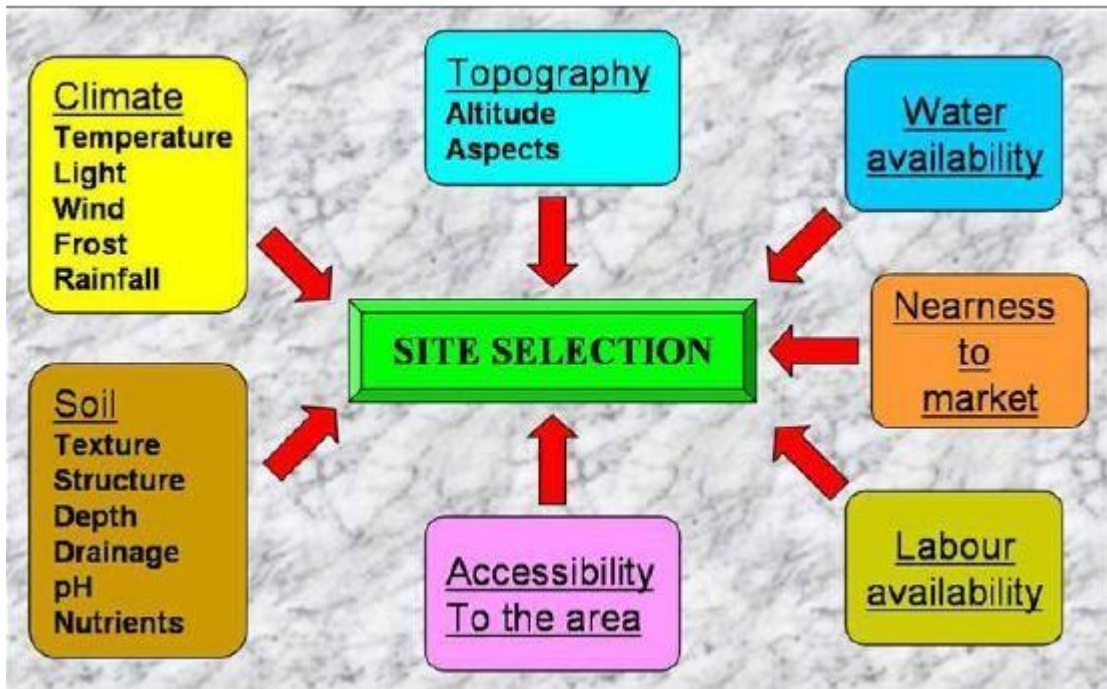 Climate
Temperature
Light
Wind
Frost
Rainfall
Topography
Altitude
Aspects
Water
availability
SITE SELECTION
Nearness
to
market
Soil
Texture
Structure
Depth
Drainage
pH
Nutrients
Accessibility
To the area
Labour
availability